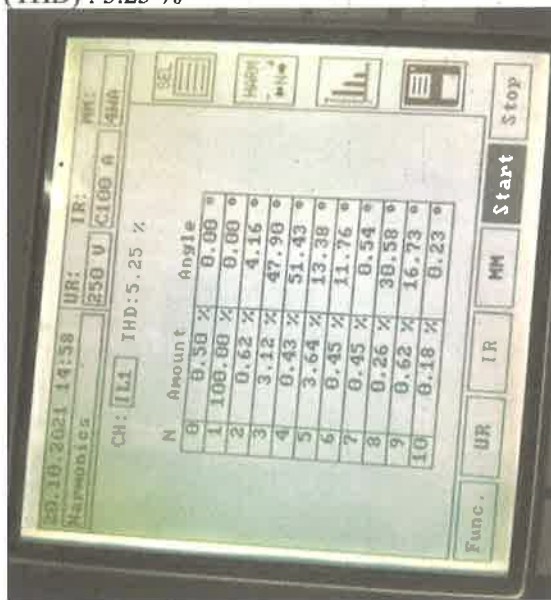 (THD) : 5.25 %
20.10.2021 14:58 UR: IR: MM:
Harmonics 250 V C100 A 4WA
CH: IL1 THD:5.25 %
N Amount Angle
0 0.50 % 0.00 °
1 100.00 % 0.00 °
2 0.62 % 4.16 °
3 3.12 % 47.90 °
4 0.43 % 51.43 °
5 3.64 % 13.38 °
6 0.45 % 11.76 °
7 0.45 % 0.54 °
8 0.26 % 30.58 °
9 0.62 % 16.73 °
10 0.18 % 0.23 °
SEL
HARM
N
Func. UR IR MM Start Stop